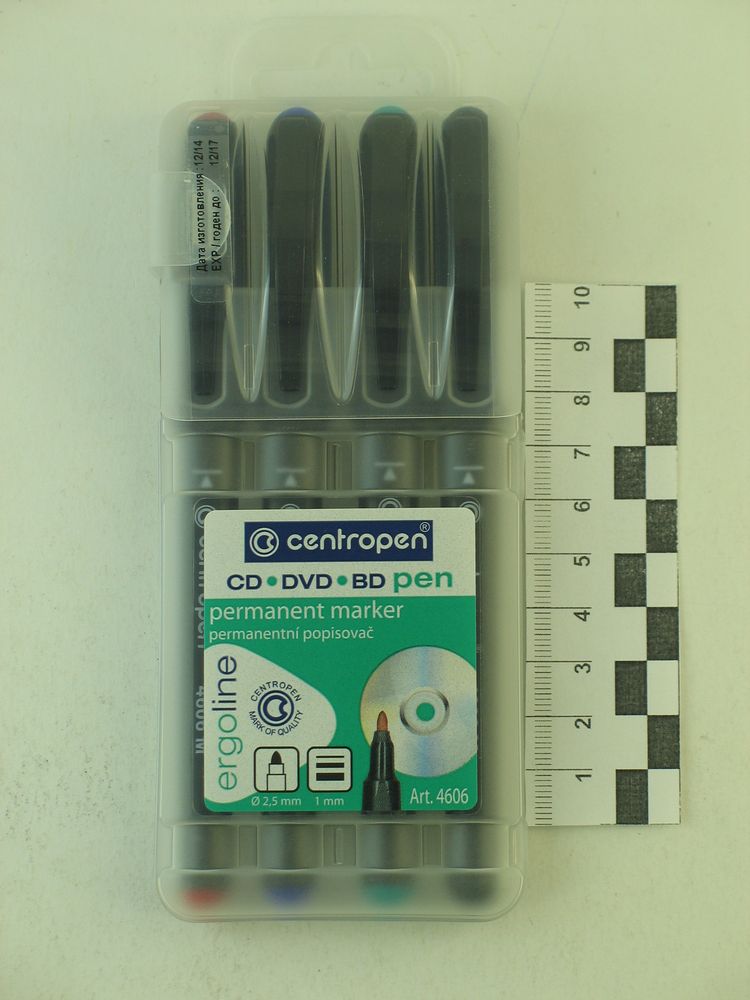 Дата изготовления : 12/14
EXP / годен до : 12/17
centropen®
CD • DVD • BD pen
permanent marker
permanentní popisovač
ergoline
CENTROPEN
MARK OF QUALITY
Ø 2,5 mm
1 mm
Art. 4606
4606
10
9
8
7
6
5
4
3
2
1